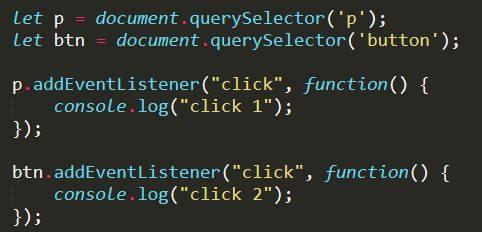 let p = document.querySelector('p');
let btn = document.querySelector('button');
p.addEventListener("click", function() {
    console.log("click 1");
});
btn.addEventListener("click", function() {
    console.log("click 2");
});